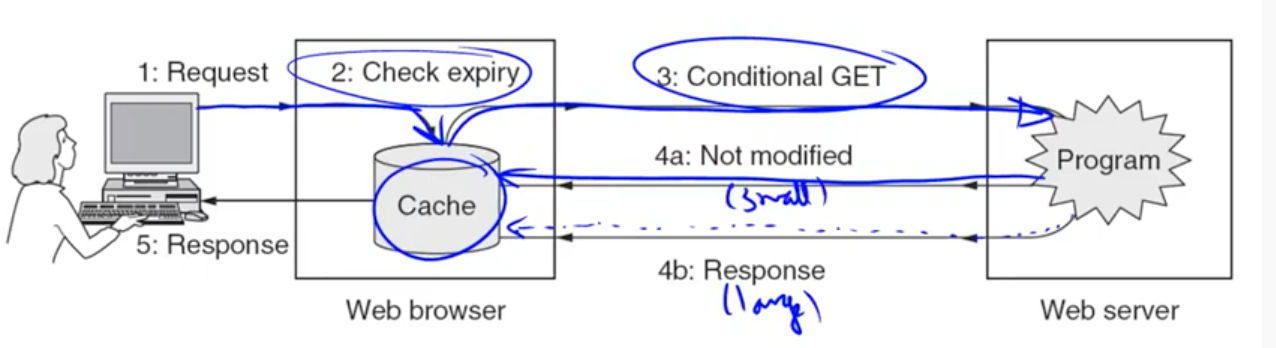 1: Request
2: Check expiry
3: Conditional GET
4a: Not modified
(small)
Program
Cache
5: Response
4b: Response
(large)
Web browser
Web server